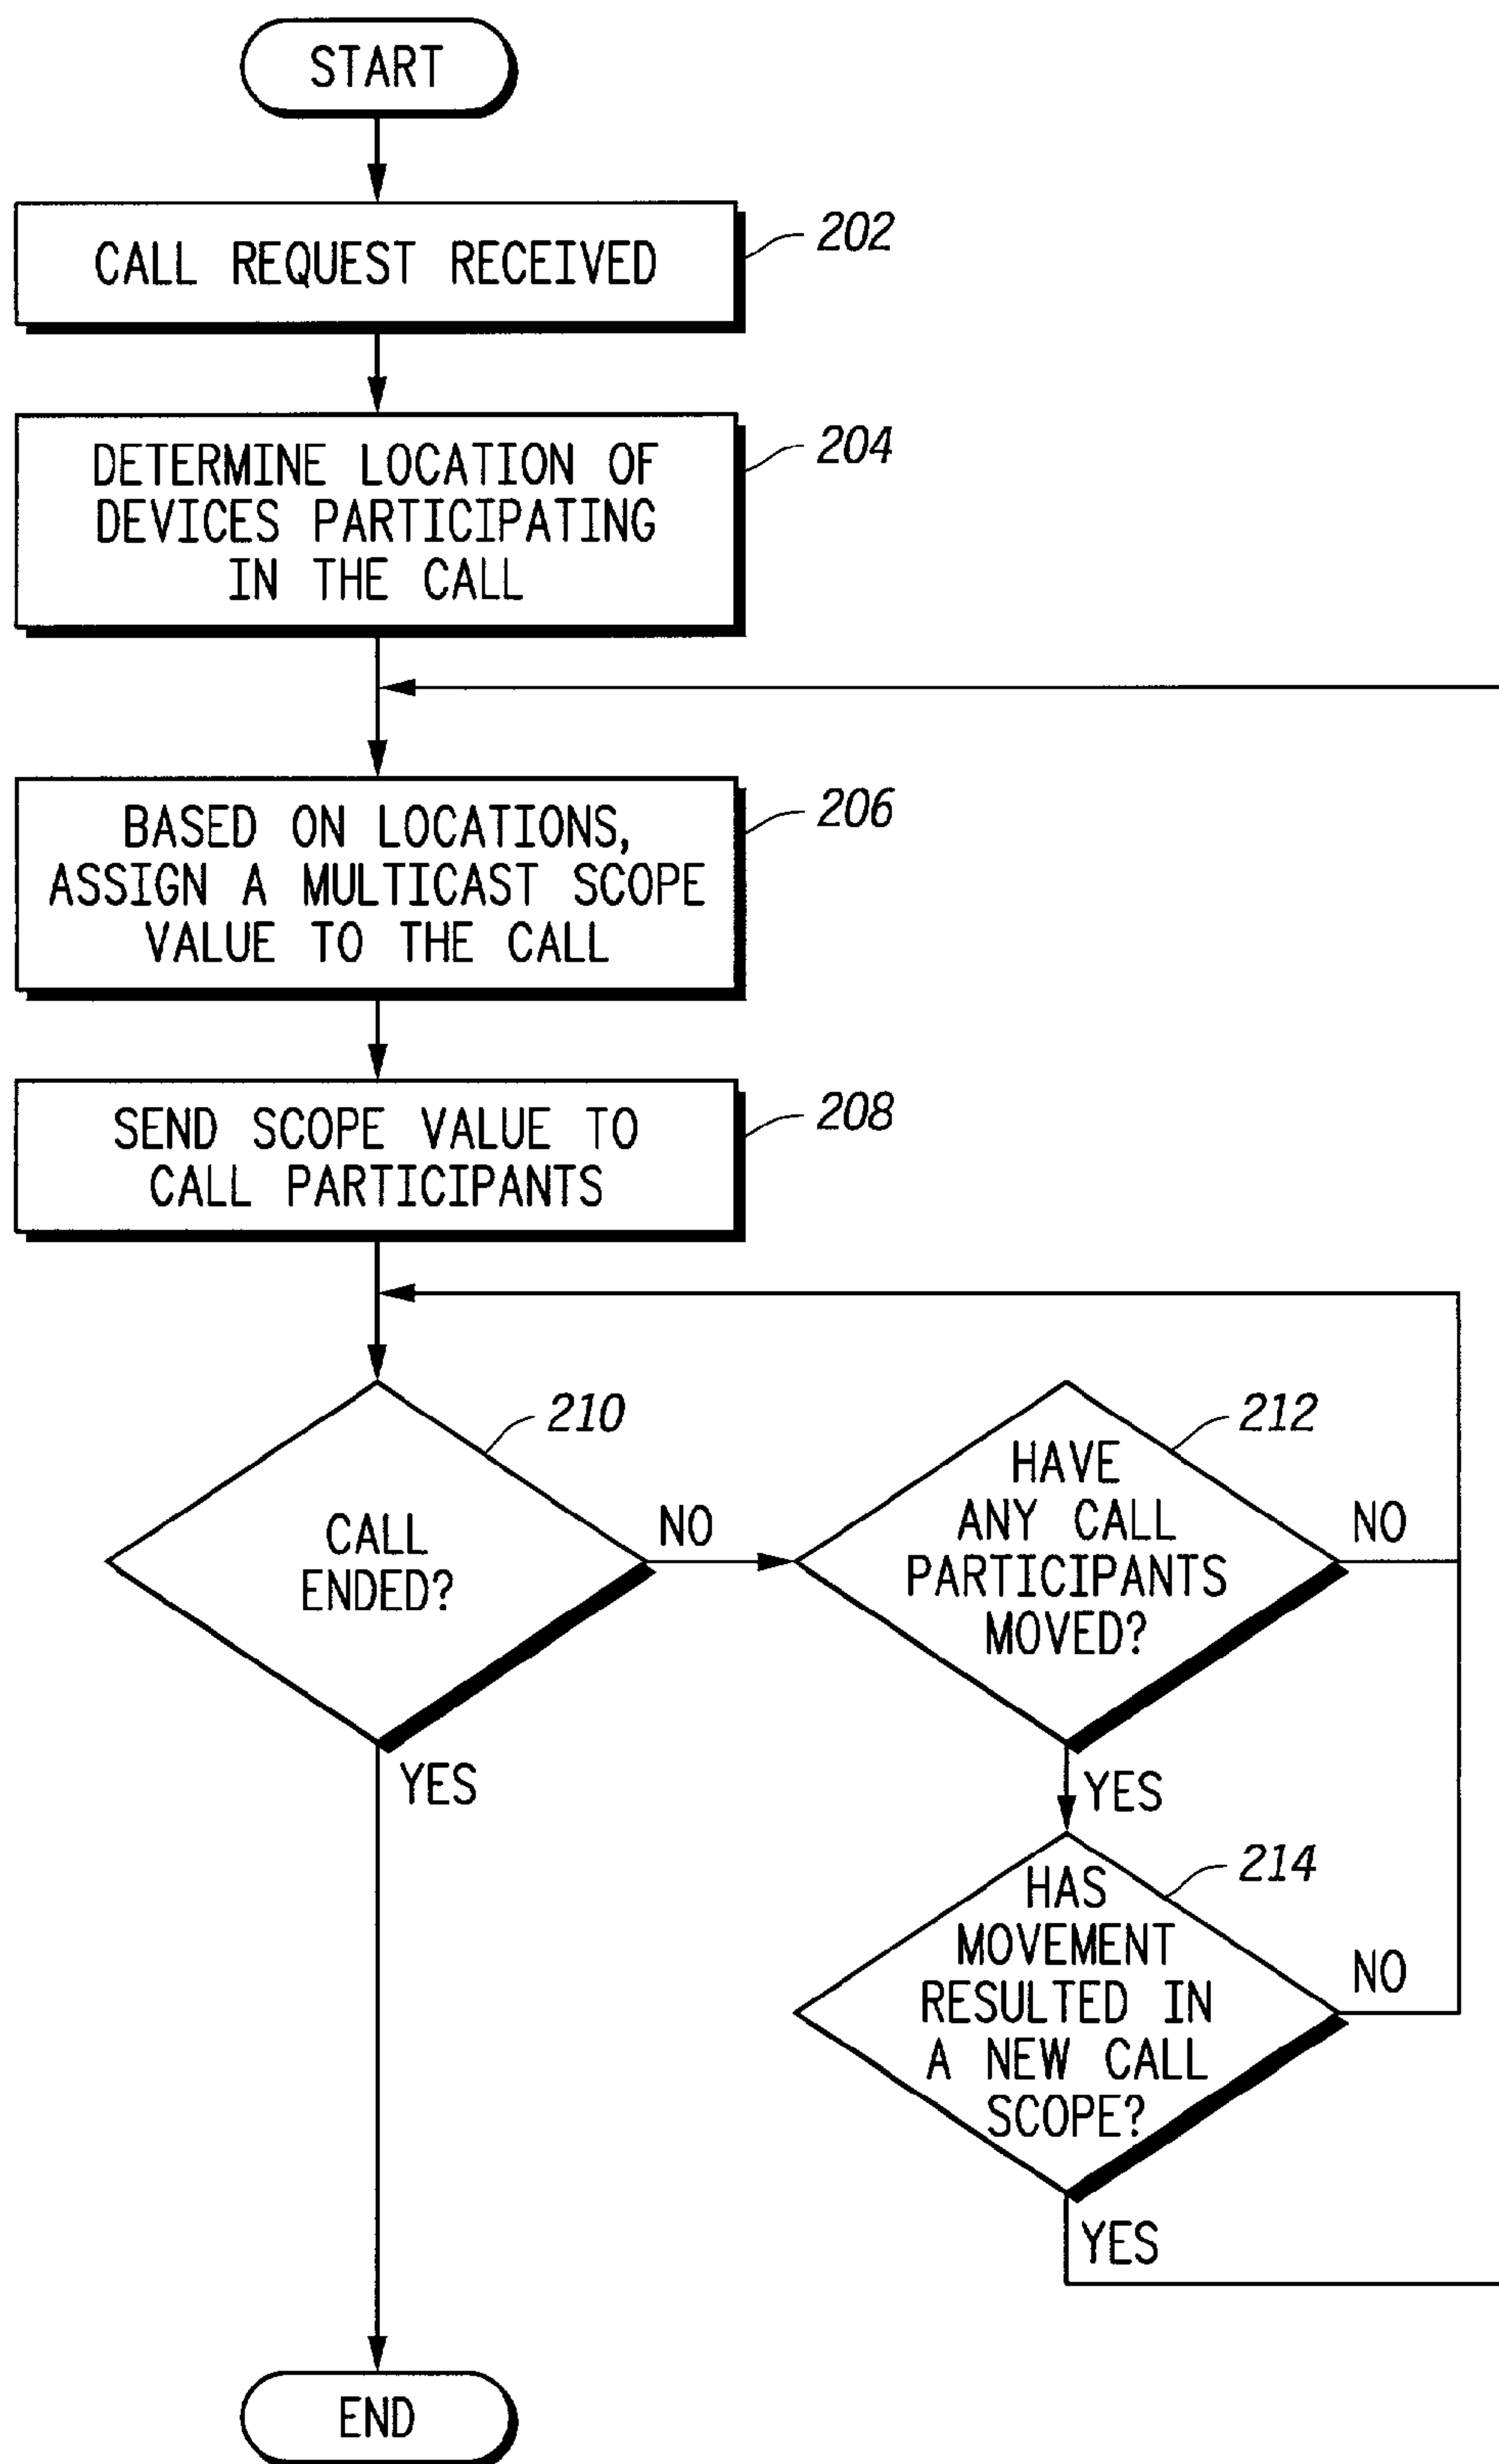 START
CALL REQUEST RECEIVED
202
DETERMINE LOCATION OF
DEVICES PARTICIPATING
IN THE CALL
204
BASED ON LOCATIONS,
ASSIGN A MULTICAST SCOPE
VALUE TO THE CALL
206
SEND SCOPE VALUE TO
CALL PARTICIPANTS
208
CALL
ENDED?
210
NO
YES
HAVE
ANY CALL
PARTICIPANTS
MOVED?
212
NO
YES
HAS
MOVEMENT
RESULTED IN
A NEW CALL
SCOPE?
214
NO
YES
END